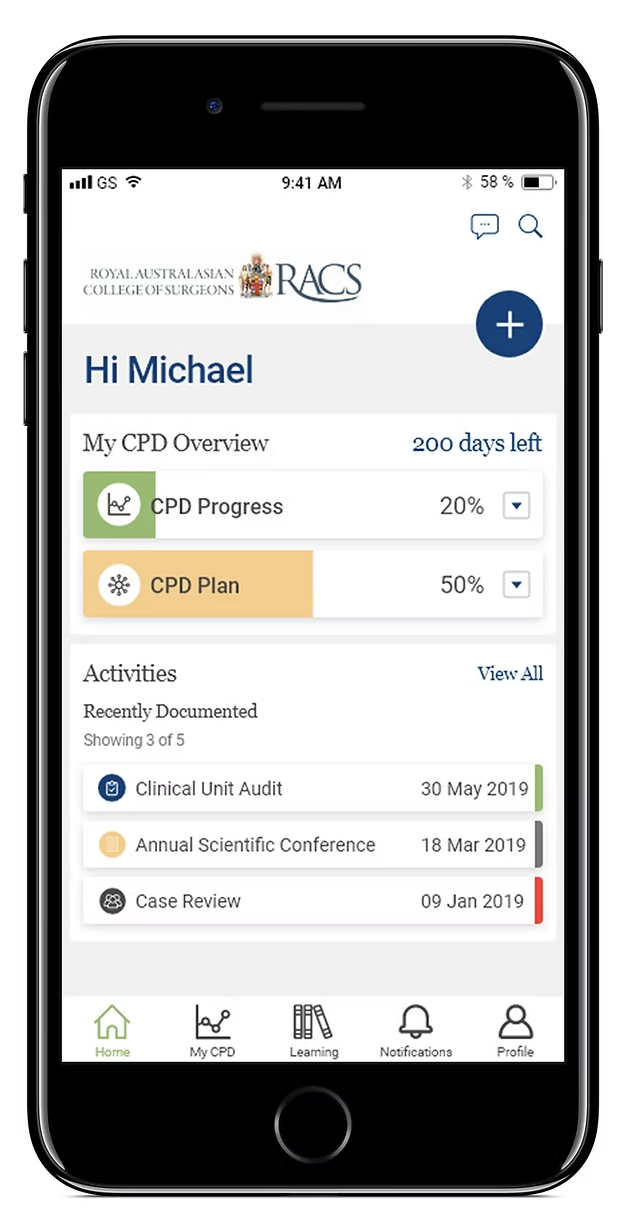 GS 9:41 AM 58 %
ROYAL AUSTRALASIAN
COLLEGE OF SURGEONS RACS
Hi Michael
My CPD Overview 200 days left
CPD Progress 20%
CPD Plan 50%
Activities View All
Recently Documented
Showing 3 of 5
Clinical Unit Audit 30 May 2019
Annual Scientific Conference 18 Mar 2019
Case Review 09 Jan 2019
Home My CPD Learning Notifications Profile